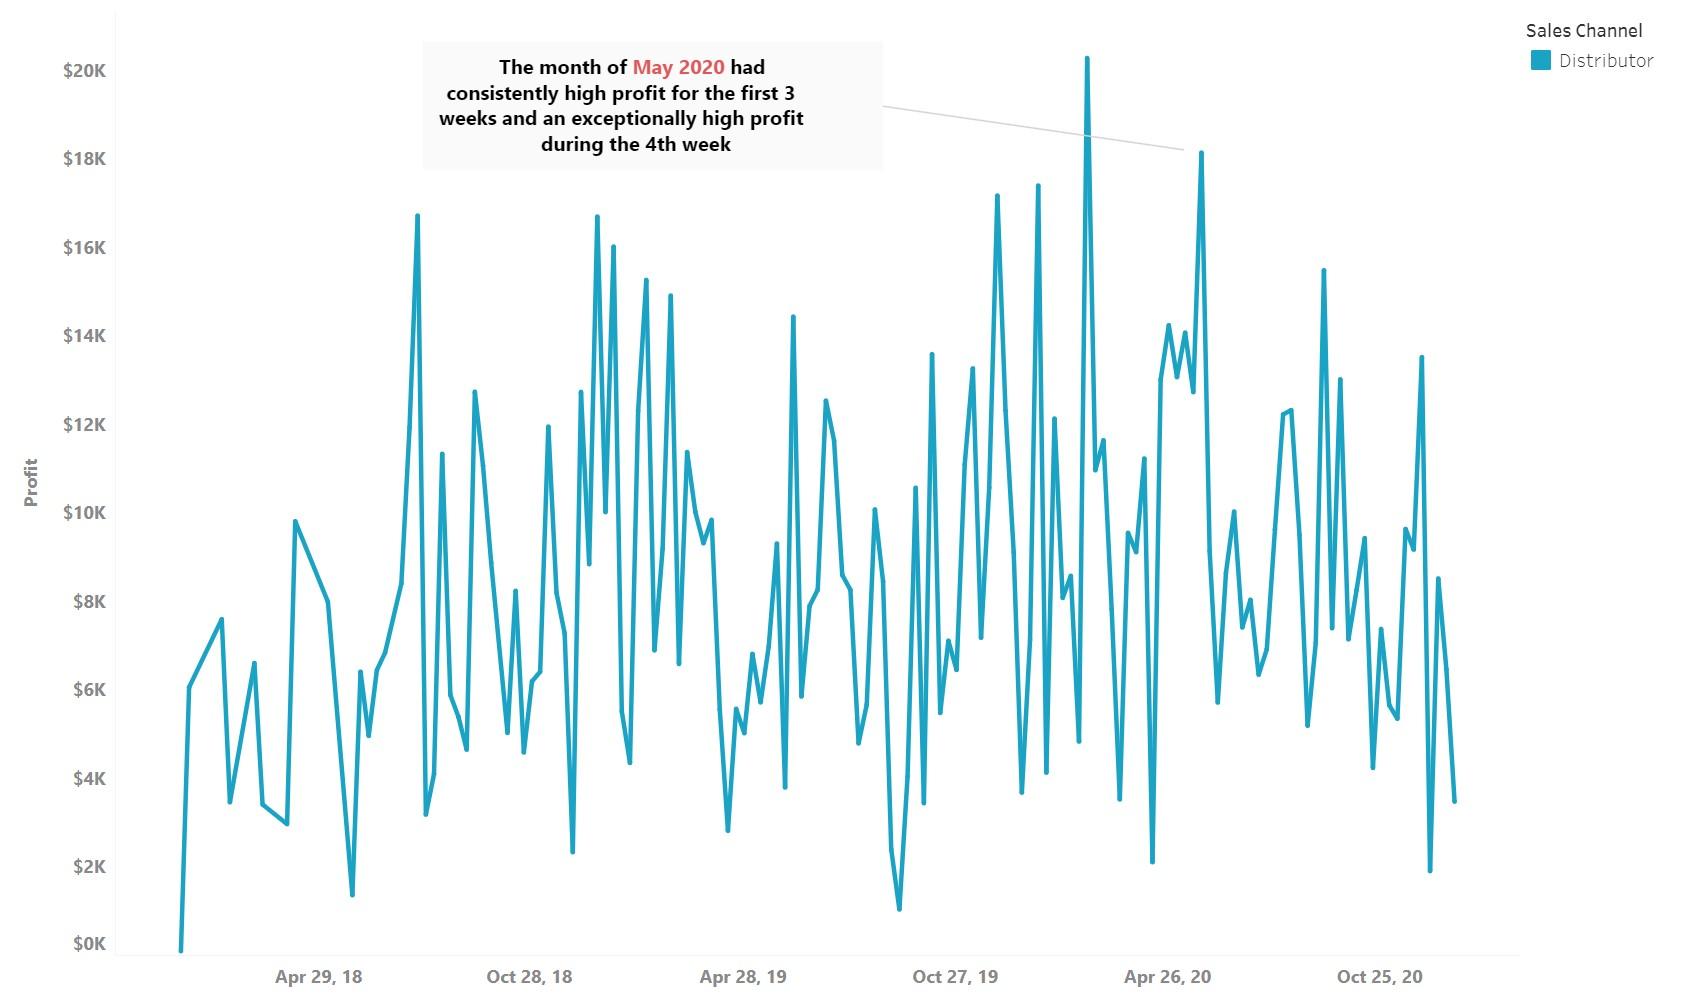 The month of May 2020 had
consistently high profit for the first 3
weeks and an exceptionally high profit
during the 4th week
Sales Channel
Distributor
Profit
$20K
$18K
$16K
$14K
$12K
$10K
$8K
$6K
$4K
$2K
$0K
Apr 29, 18
Oct 28, 18
Apr 28, 19
Oct 27, 19
Apr 26, 20
Oct 25, 20